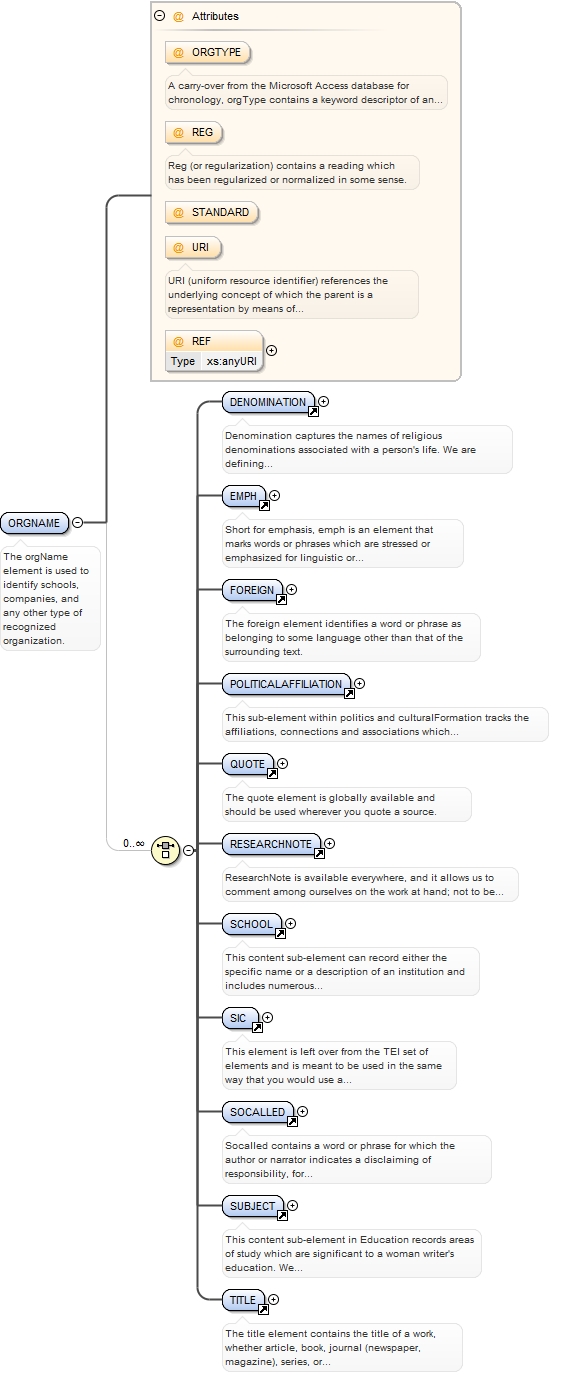 Attributes
@ ORGTYPE
A carry-over from the Microsoft Access database for
chronology, orgType contains a keyword descriptor of an...
@ REG
Reg (or regularization) contains a reading which
has been regularized or normalized in some sense.
@ STANDARD
@ URI
URI (uniform resource identifier) references the
underlying concept of which the parent is a
representation by means of...
@ REF
Type xs:anyURI
ORGNAME
The orgName
element is used to
identify schools,
companies, and
any other type of
recognized
organization.
0..∞
DENOMINATION
Denomination captures the names of religious
denominations associated with a person's life. We are
defining...
EMPH
Short for emphasis, emph is an element that
marks words or phrases which are stressed or
emphasized for linguistic or...
FOREIGN
The foreign element identifies a word or phrase as
belonging to some language other than that of the
surrounding text.
POLITICALAFFILIATION
This sub-element within politics and culturalFormation tracks the
affiliations, connections and associations which...
QUOTE
The quote element is globally available and
should be used wherever you quote a source.
RESEARCHNOTE
ResearchNote is available everywhere, and it allows us to
comment among ourselves on the work at hand; not to be...
SCHOOL
This content sub-element can record either the
specific name or a description of an institution and
includes numerous...
SIC
This element is left over from the TEI set of
elements and is meant to be used in the same
way that you would use a...
SOCALLED
Socalled contains a word or phrase for which the
author or narrator indicates a disclaiming of
responsibility, for...
SUBJECT
This content sub-element in Education records areas
of study which are significant to a woman writer's
education. We...
TITLE
The title element contains the title of a work,
whether article, book, journal (newspaper,
magazine), series, or...